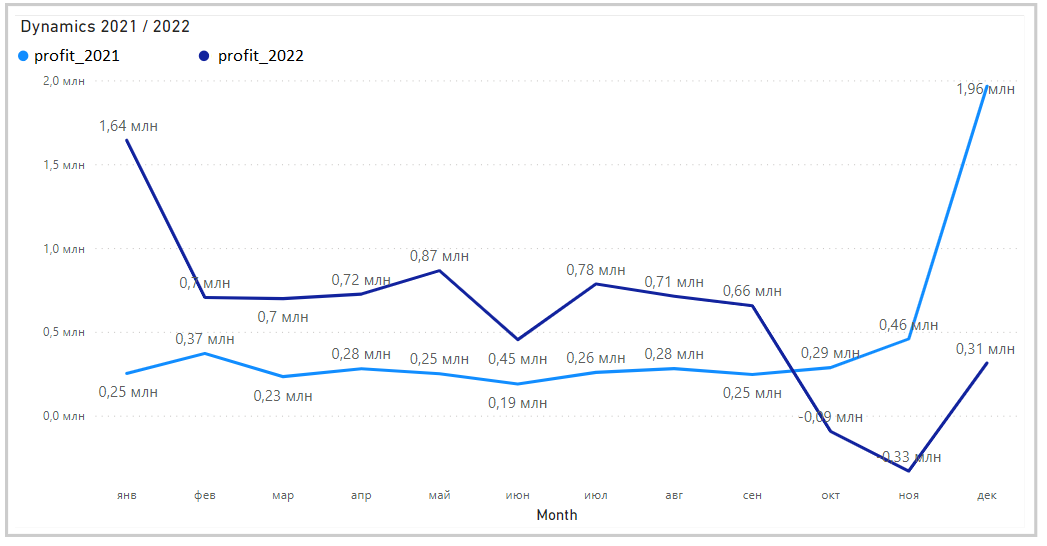 Dynamics 2021 / 2022
profit_2021 profit_2022
2,0 млн
1,96 млн
1,64 млн
1,5 млн
1,0 млн
0,87 млн
0,78 млн
0,7 млн 0,72 млн 0,71 млн
0,66 млн
0,7 млн
0,5 млн
0,46 млн
0,37 млн
0,28 млн 0,25 млн 0,45 млн 0,26 млн 0,28 млн 0,29 млн 0,31 млн
0,25 млн 0,23 млн 0,19 млн 0,25 млн
0,0 млн
-0,09 млн
-0,33 млн
янв фев мар апр май июн июл авг сен окт ноя дек
Month